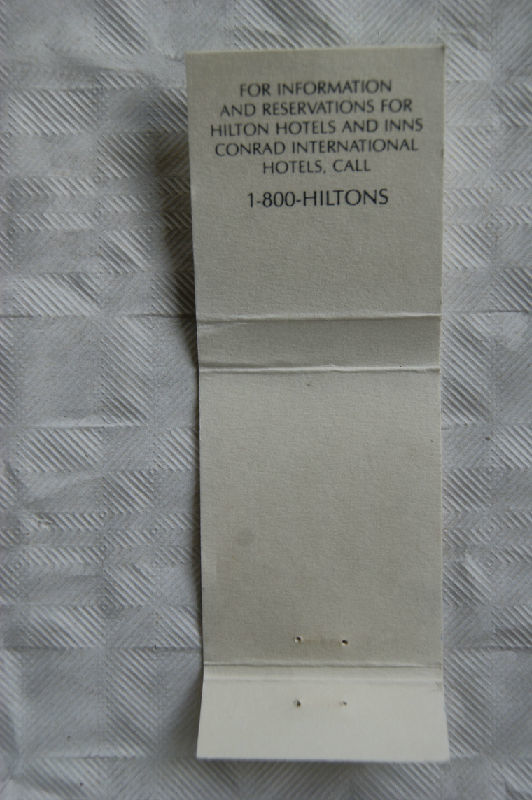 FOR INFORMATION
AND RESERVATIONS FOR
HILTON HOTELS AND INNS
CONRAD INTERNATIONAL
HOTELS, CALL
1-800-HILTONS